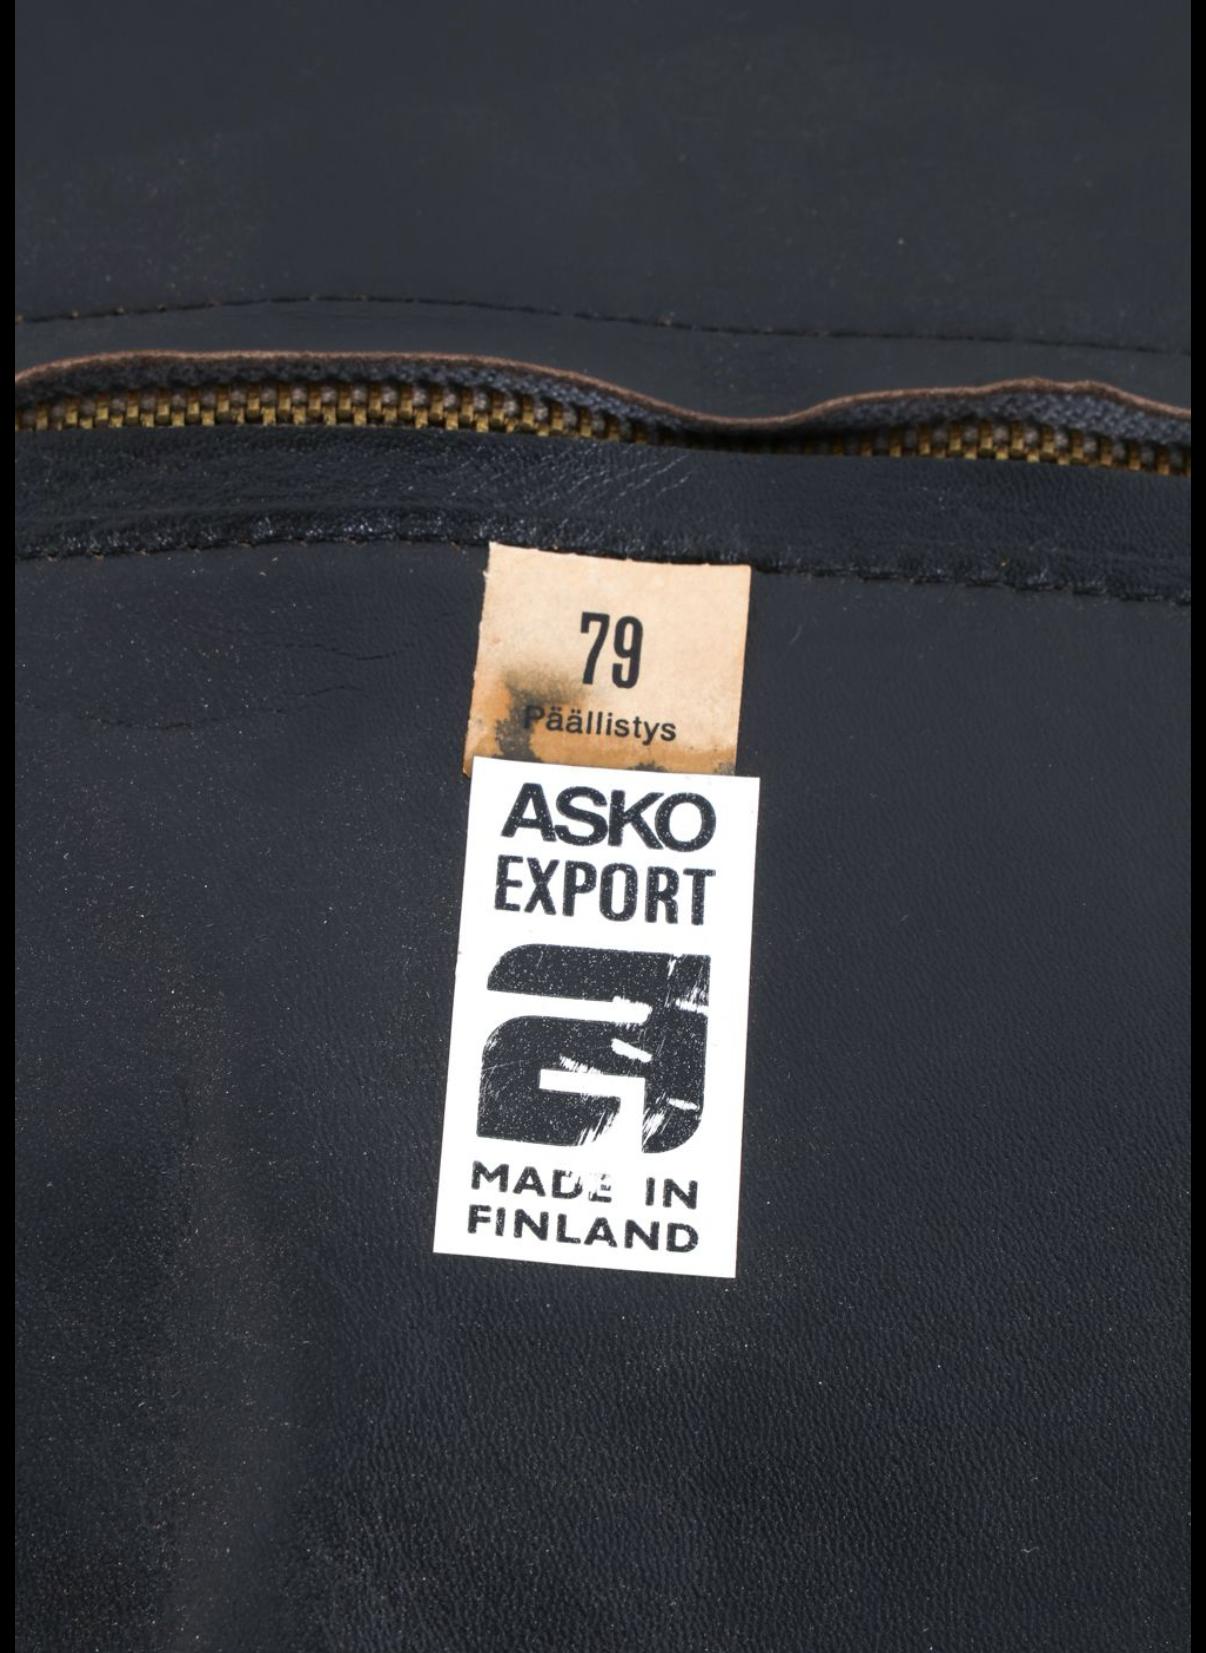 79
Päällistys
ASKO
EXPORT
MADE IN
FINLAND